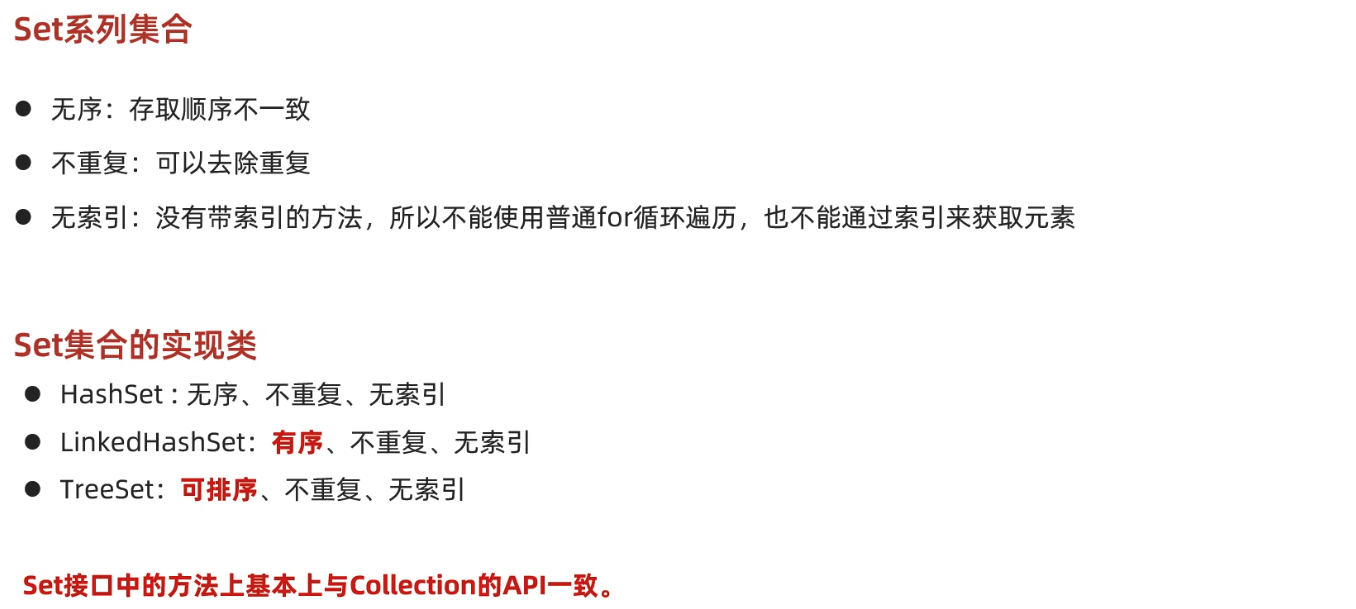 Set系列集合
● 无序：存取顺序不一致
● 不重复：可以去除重复
● 无索引：没有带索引的方法，所以不能使用普通for循环遍历，也不能通过索引来获取元素
Set集合的实现类
● HashSet : 无序、不重复、无索引
● LinkedHashSet：有序、不重复、无索引
● TreeSet：可排序、不重复、无索引
Set接口中的方法上基本上与Collection的API一致。